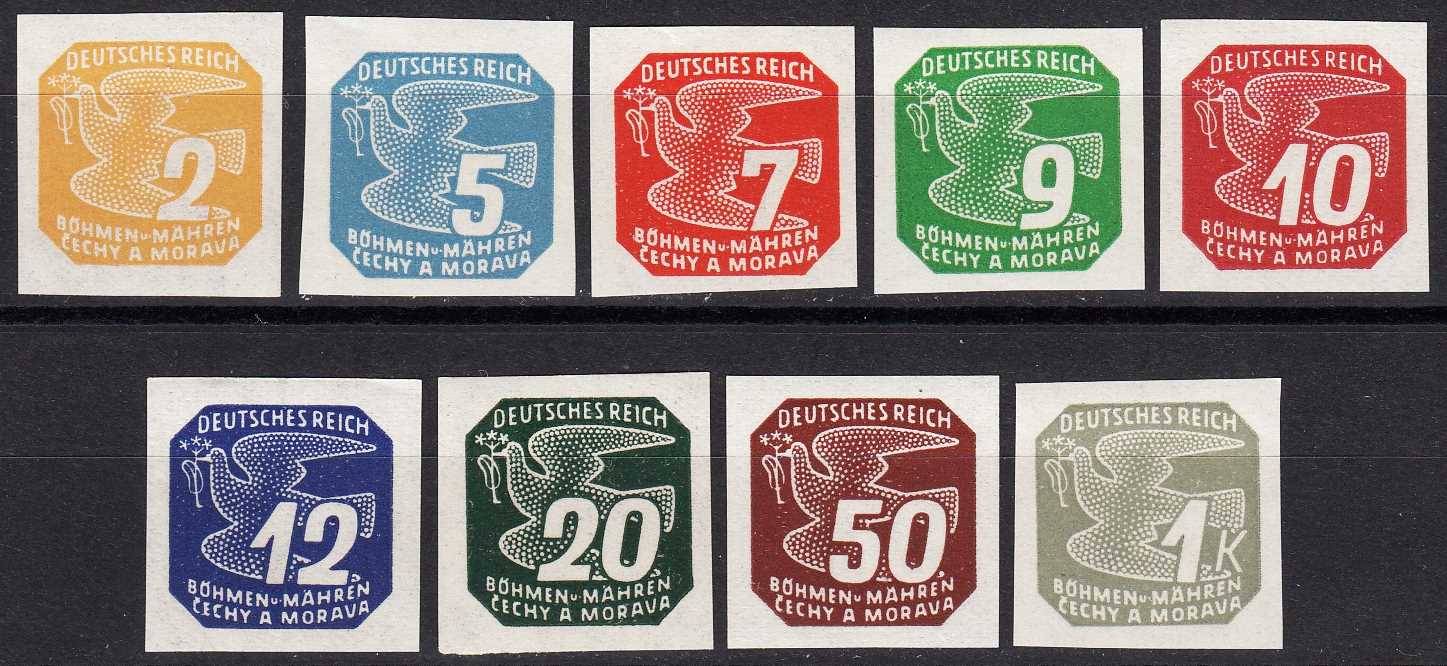 DEUTSCHES REICH
2
BÖHMEN u. MÄHREN
ČECHY A MORAVA
DEUTSCHES REICH
5
BÖHMEN u. MÄHREN
ČECHY A MORAVA
DEUTSCHES REICH
7
BÖHMEN u. MÄHREN
ČECHY A MORAVA
DEUTSCHES REICH
9
BÖHMEN u. MÄHREN
ČECHY A MORAVA
DEUTSCHES REICH
10
BÖHMEN u. MÄHREN
ČECHY A MORAVA
DEUTSCHES REICH
12
BÖHMEN u. MÄHREN
ČECHY A MORAVA
DEUTSCHES REICH
20
BÖHMEN u. MÄHREN
ČECHY A MORAVA
DEUTSCHES REICH
50
BÖHMEN u. MÄHREN
ČECHY A MORAVA
DEUTSCHES REICH
1K
BÖHMEN u. MÄHREN
ČECHY A MORAVA